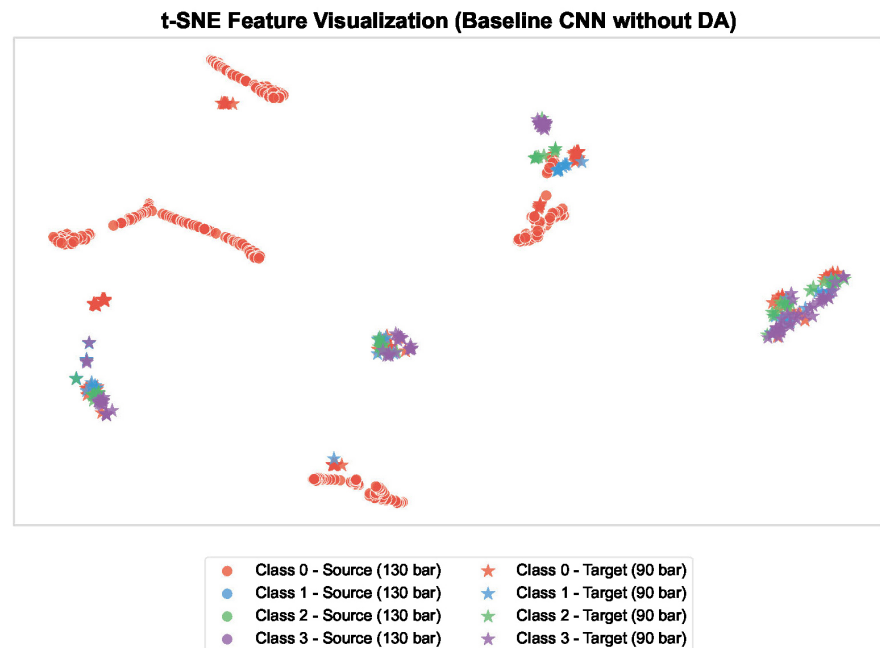 t-SNE Feature Visualization (Baseline CNN without DA)
Class 0 - Source (130 bar) Class 0 - Target (90 bar)
Class 1 - Source (130 bar) Class 1 - Target (90 bar)
Class 2 - Source (130 bar) Class 2 - Target (90 bar)
Class 3 - Source (130 bar) Class 3 - Target (90 bar)